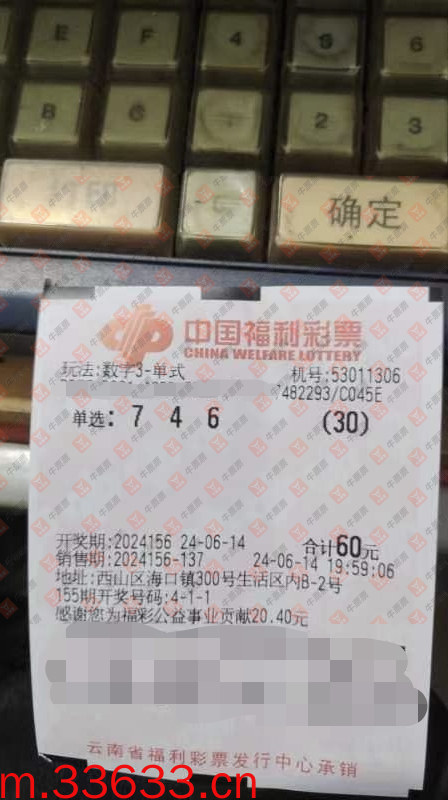 E F 4 5 6
B G 2 3
打印 确定
中国福利彩票
CHINA WELFARE LOTTERY
玩法:数字3-单式 机号:53011306
482293/C045E
单选: 7 4 6 (30)
开奖期:2024156 24-06-14 合计60元
销售期:2024156-137 24-06-14 19:59:06
地址:西山区海口镇300号生活区内B-2号
155期开奖号码:4-1-1
感谢您为福彩公益事业贡献20.40元
云南省福利彩票发行中心承销
m.33633.cn